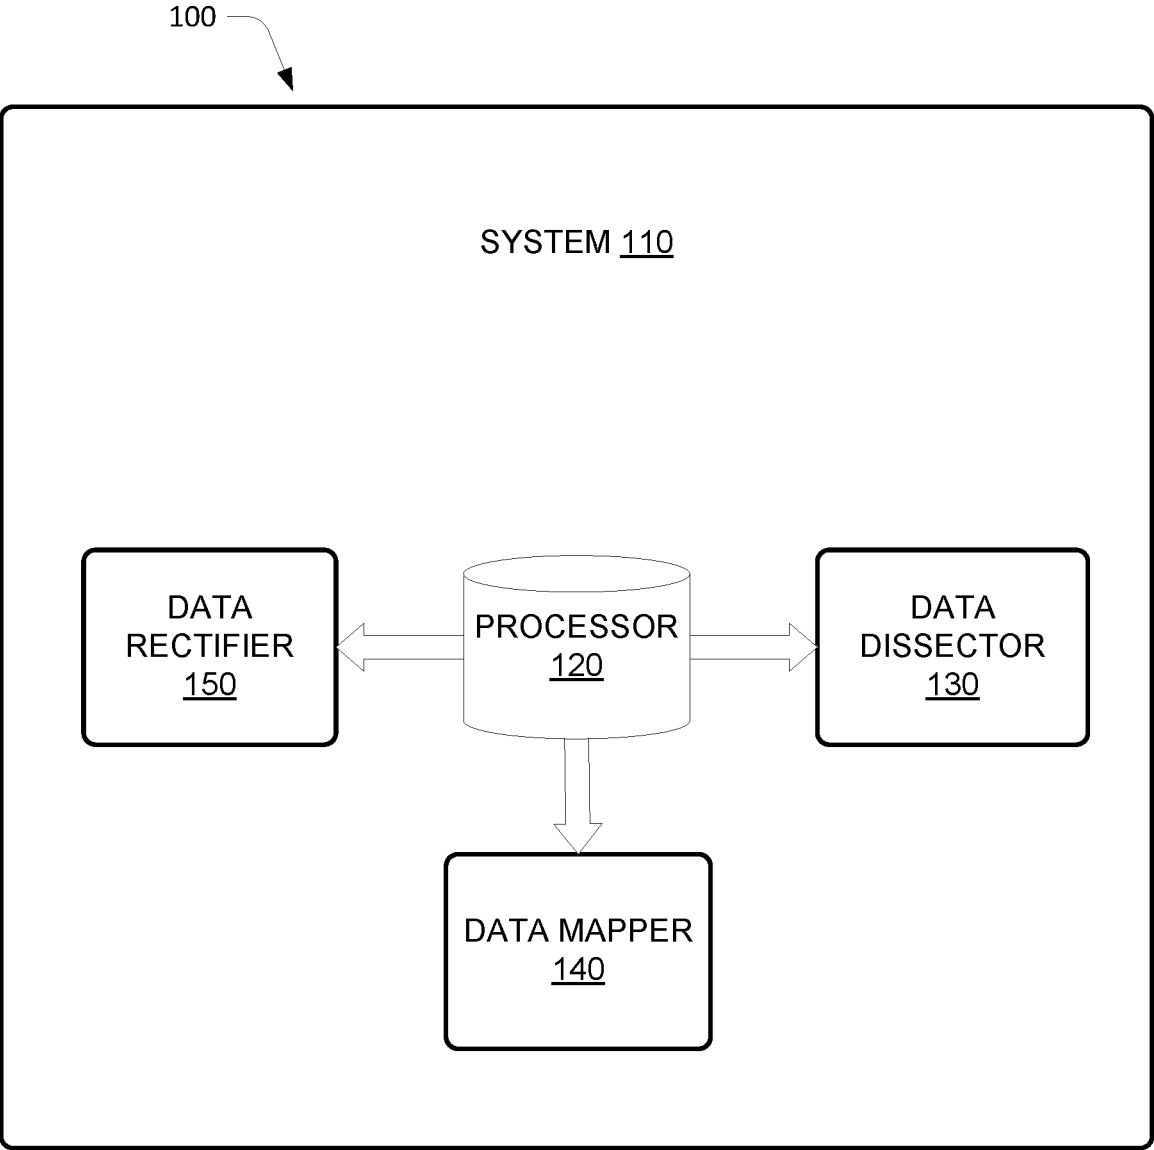 100
SYSTEM 110
DATA
RECTIFIER
150
PROCESSOR
120
DATA
DISSECTOR
130
DATA MAPPER
140